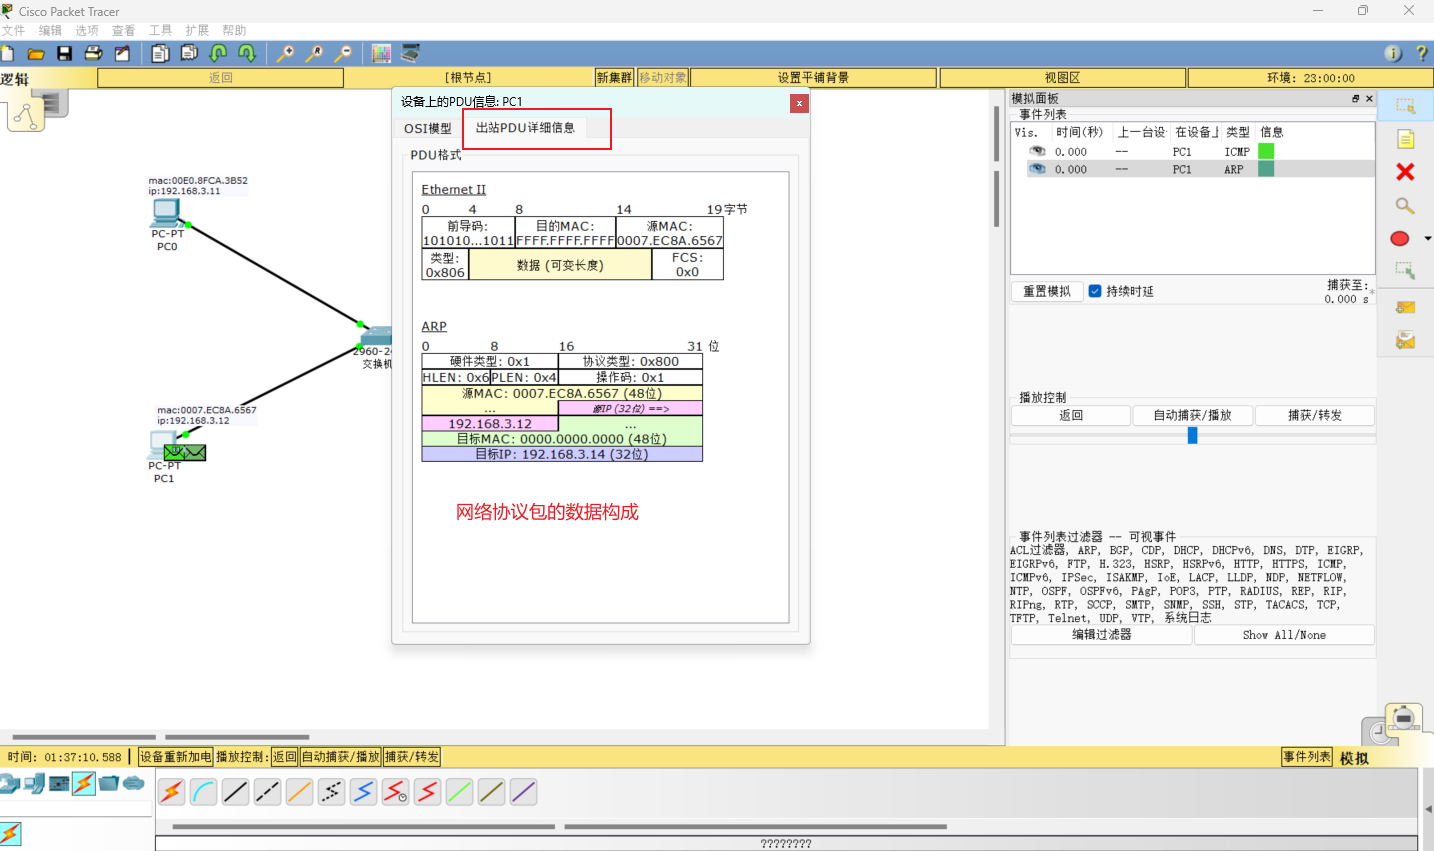 Cisco Packet Tracer
文件 编辑 选项 查看 工具 扩展 帮助
逻辑 返回 [根节点] 新集群 移动对象 设置平铺背景 视图区 环境: 23:00:00
设备上的PDU信息: PC1
OSI模型 出站PDU详细信息
PDU格式
Ethernet II
0 4 8 14 19 字节
前导码: 目的MAC: 源MAC:
101010...1011 FFFF.FFFF.FFFF 0007.EC8A.6567
类型: 数据 (可变长度) FCS:
0x806 0x0
ARP
0 8 16 31 位
硬件类型: 0x1 协议类型: 0x800
HLEN: 0x6 PLEN: 0x4 操作码: 0x1
源MAC: 0007.EC8A.6567 (48位)
... 源IP (32位) ==>
192.168.3.12 ...
目标MAC: 0000.0000.0000 (48位)
目标IP: 192.168.3.14 (32位)
网络协议包的数据构成
mac:00E0.8FCA.3B52
ip:192.168.3.11
PC-PT
PC0
2960-2
交换机
mac:0007.EC8A.6567
ip:192.168.3.12
PC-PT
PC1
模拟面板
事件列表
Vis. 时间(秒) 上一台设 在设备上 类型 信息
0.000 -- PC1 ICMP
0.000 -- PC1 ARP
重置模拟 持续时延 捕获至: *
0.000 s
播放控制
返回 自动捕获/播放 捕获/转发
事件列表过滤器 -- 可视事件
ACL过滤器, ARP, BGP, CDP, DHCP, DHCPv6, DNS, DTP, EIGRP,
EIGRPv6, FTP, H.323, HSRP, HSRPv6, HTTP, HTTPS, ICMP,
ICMPv6, IPSec, ISAKMP, IoE, LACP, LLDP, NDP, NETFLOW,
NTP, OSPF, OSPFv6, PAgP, POP3, PTP, RADIUS, REP, RIP,
RIPng, RTP, SCCP, SMTP, SNMP, SSH, STP, TACACS, TCP,
TFTP, Telnet, UDP, VTP, 系统日志
编辑过滤器 Show All/None
时间: 01:37:10.588 设备重新加电 播放控制: 返回 自动捕获/播放 捕获/转发 事件列表 模拟
????????